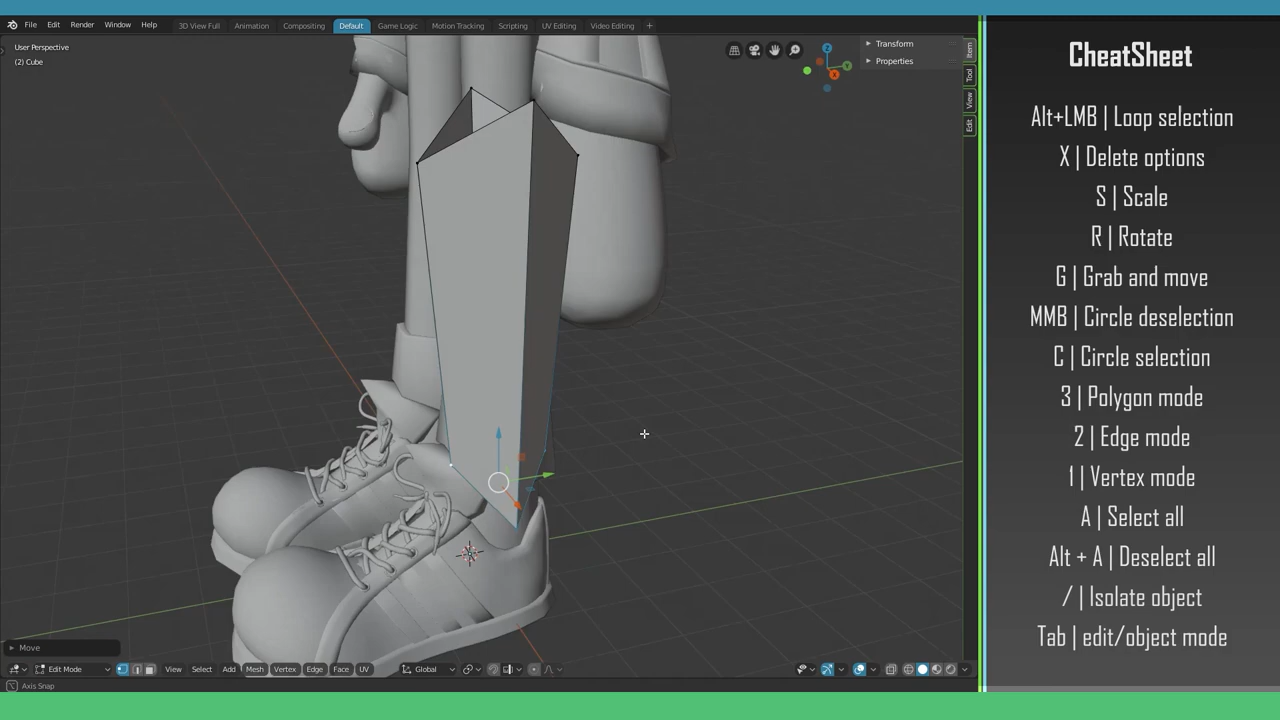 File Edit Render Window Help 3D View Full Animation Compositing Default Game Logic Motion Tracking Scripting UV Editing Video Editing +
User Perspective
(2) Cube
Transform
Properties
Z
Y
X
Item
Tool
View
Edit
Move
Edit Mode View Select Add Mesh Vertex Edge Face UV Global
Axis Snap
CheatSheet
Alt+LMB | Loop selection
X | Delete options
S | Scale
R | Rotate
G | Grab and move
MMB | Circle deselection
C | Circle selection
3 | Polygon mode
2 | Edge mode
1 | Vertex mode
A | Select all
Alt + A | Deselect all
/ | Isolate object
Tab | edit/object mode